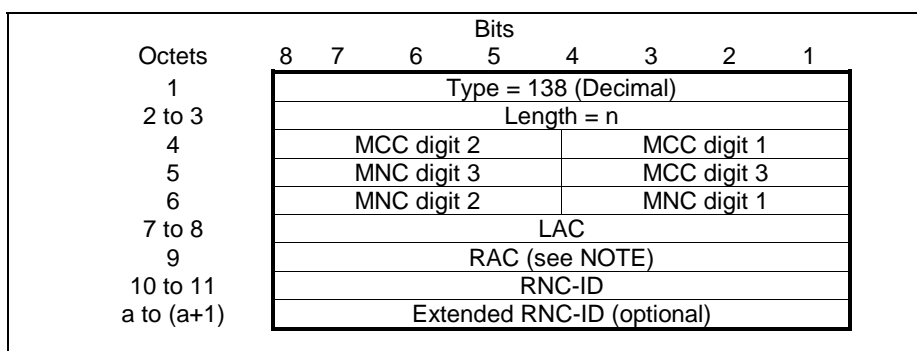 Bits
Octets 8 7 6 5 4 3 2 1
1 Type = 138 (Decimal)
2 to 3 Length = n
4 MCC digit 2 MCC digit 1
5 MNC digit 3 MCC digit 3
6 MNC digit 2 MNC digit 1
7 to 8 LAC
9 RAC (see NOTE)
10 to 11 RNC-ID
a to (a+1) Extended RNC-ID (optional)